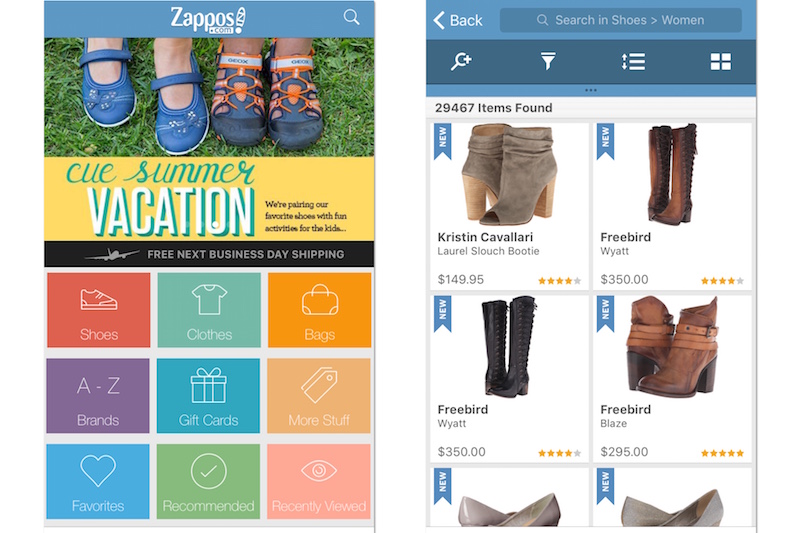 Zappos
.com
cue summer
VACATION
We're pairing our
favorite shoes with fun
activities for the kids...
FREE NEXT BUSINESS DAY SHIPPING
Shoes
Clothes
Bags
A - Z
Brands
Gift Cards
More Stuff
Favorites
Recommended
Recently Viewed
Back
Search in Shoes > Women
29467 Items Found
NEW
Kristin Cavallari
Laurel Slouch Bootie
$149.95
NEW
Freebird
Wyatt
$350.00
NEW
Freebird
Wyatt
$350.00
NEW
Freebird
Blaze
$295.00
NEW
NEW